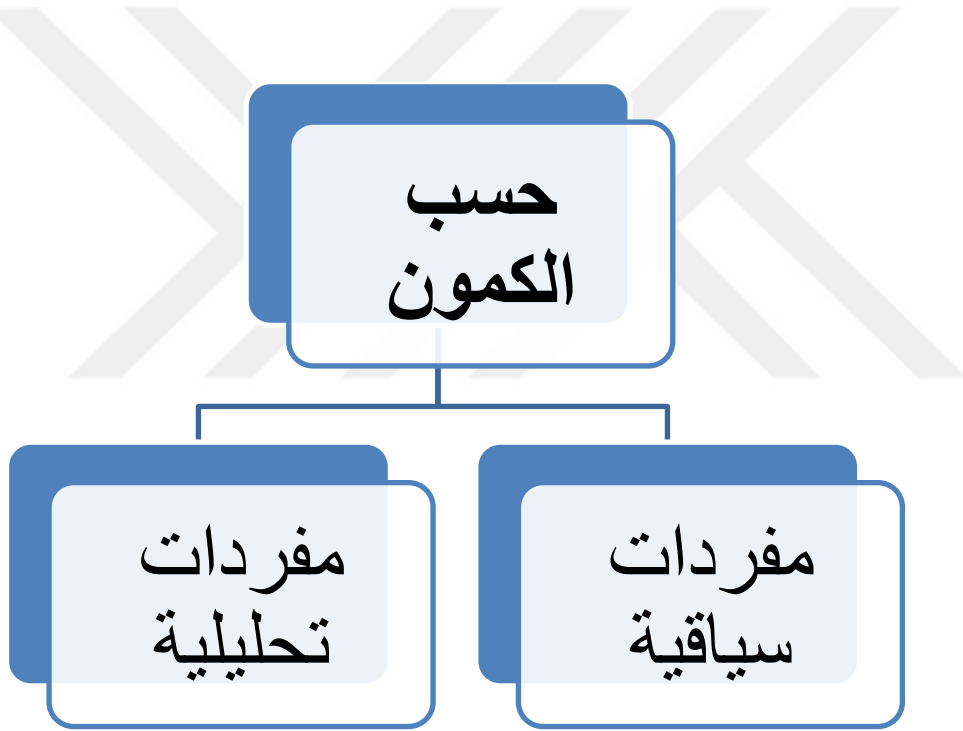 حسب
الكمون
مفردات
سياقية
مفردات
تحليلية